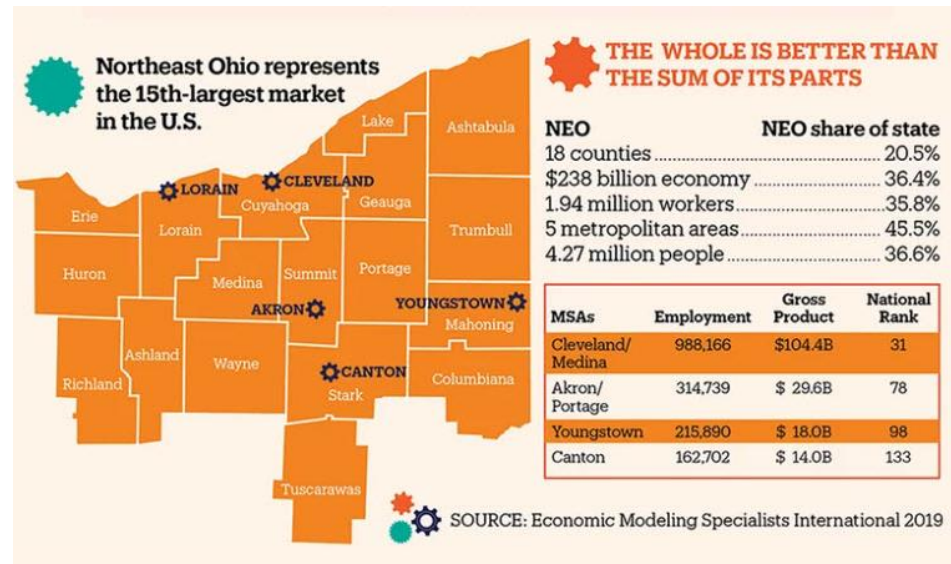 Northeast Ohio represents
the 15th-largest market
in the U.S.
Lake
Ashtabula
LORAIN
CLEVELAND
Cuyahoga
Geauga
Erie
Lorain
Trumbull
Huron
Medina
Summit
Portage
AKRON
YOUNGSTOWN
Mahoning
Ashland
Wayne
Richland
CANTON
Stark
Columbiana
Tuscarawas
THE WHOLE IS BETTER THAN
THE SUM OF ITS PARTS
NEO NEO share of state
18 counties 20.5%
$238 billion economy 36.4%
1.94 million workers 35.8%
5 metropolitan areas 45.5%
4.27 million people 36.6%
MSAs Employment Gross Product National Rank
Cleveland/ 988,166 $104.4B 31
Medina
Akron/ 314,739 $ 29.6B 78
Portage
Youngstown 215,890 $ 18.0B 98
Canton 162,702 $ 14.0B 133
SOURCE: Economic Modeling Specialists International 2019